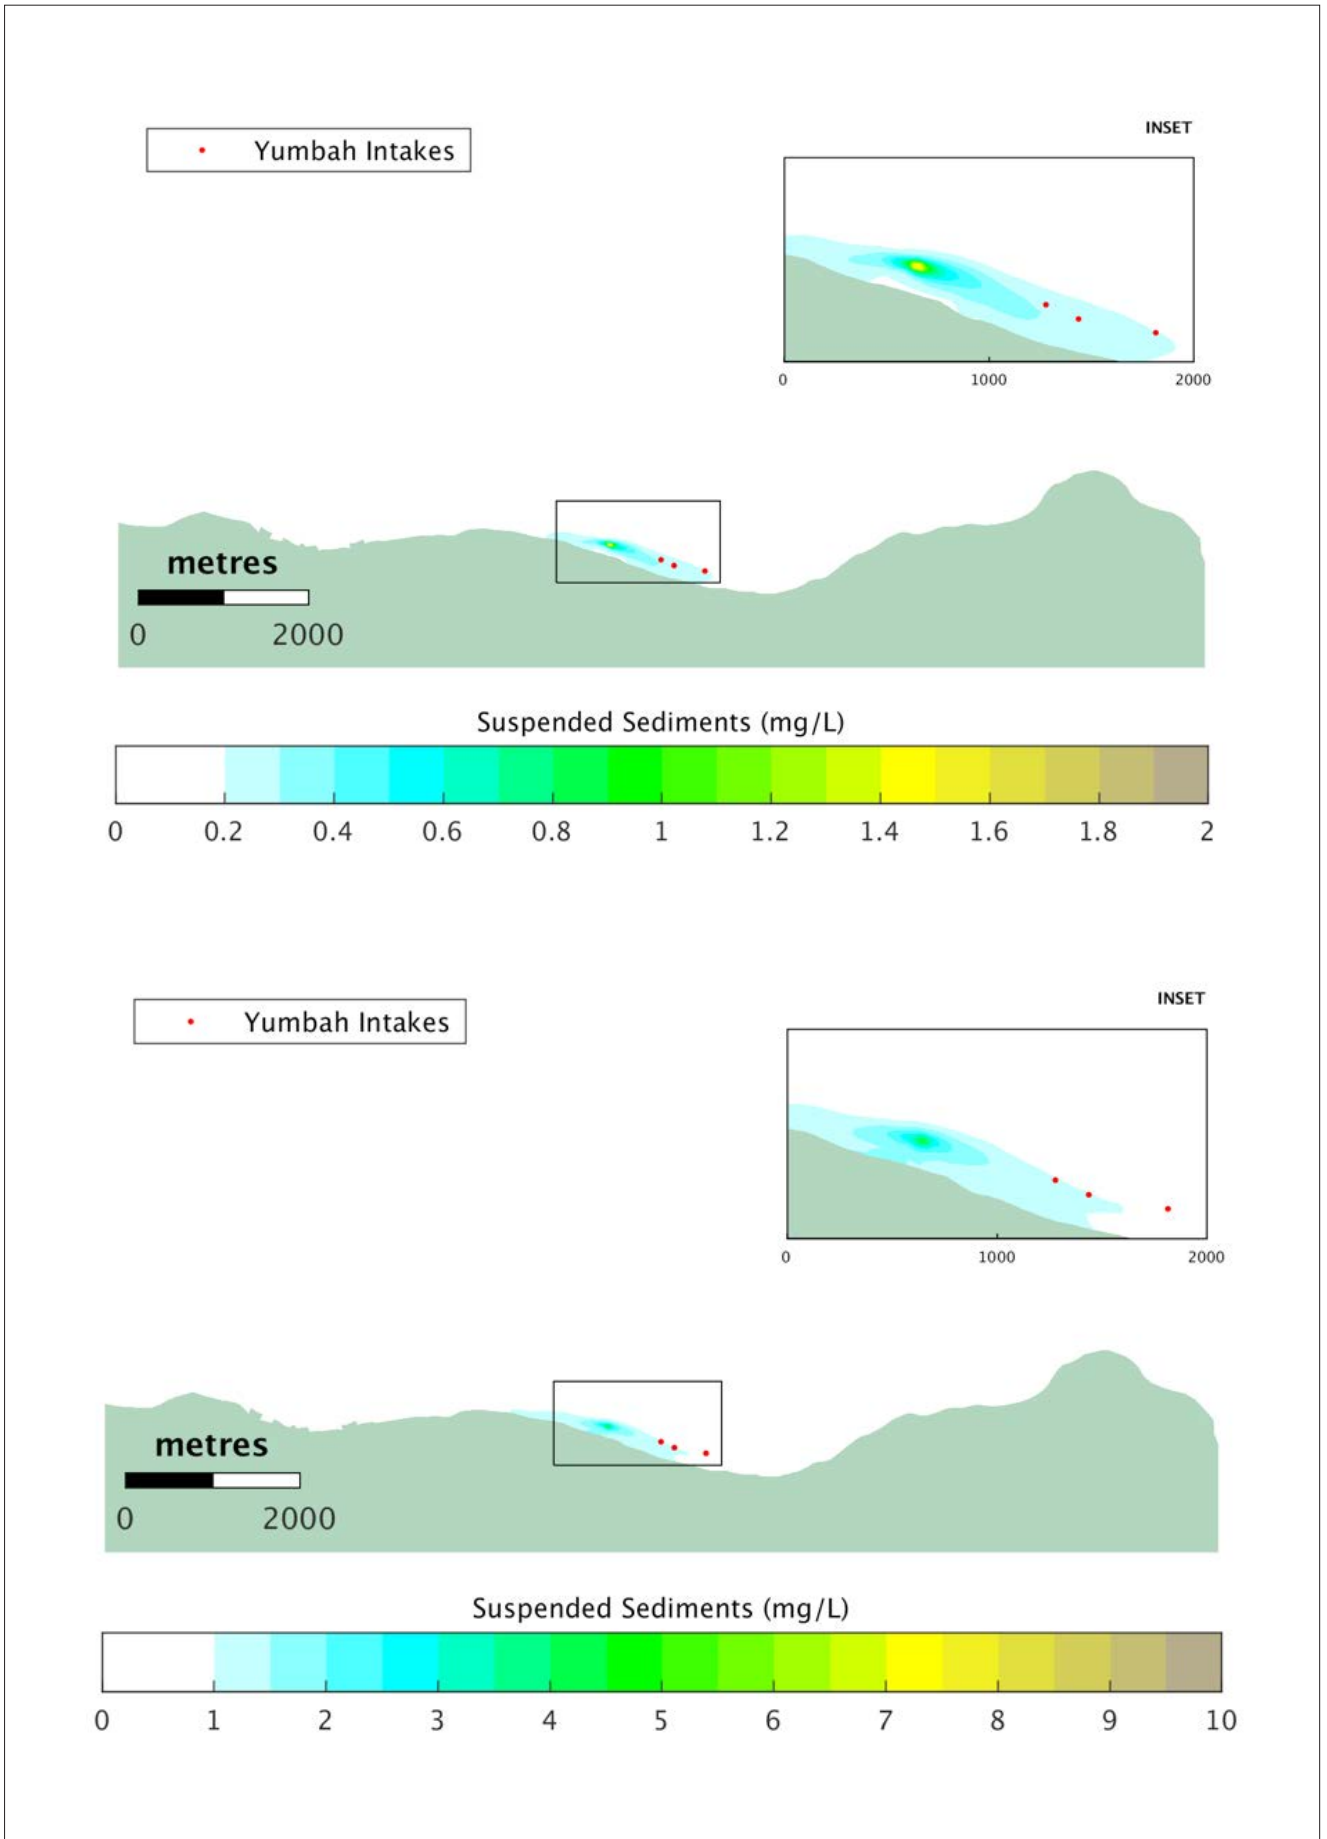 INSET
Yumbah Intakes
0 1000 2000
metres
0 2000
Suspended Sediments (mg/L)
0 0.2 0.4 0.6 0.8 1 1.2 1.4 1.6 1.8 2
INSET
Yumbah Intakes
0 1000 2000
metres
0 2000
Suspended Sediments (mg/L)
0 1 2 3 4 5 6 7 8 9 10